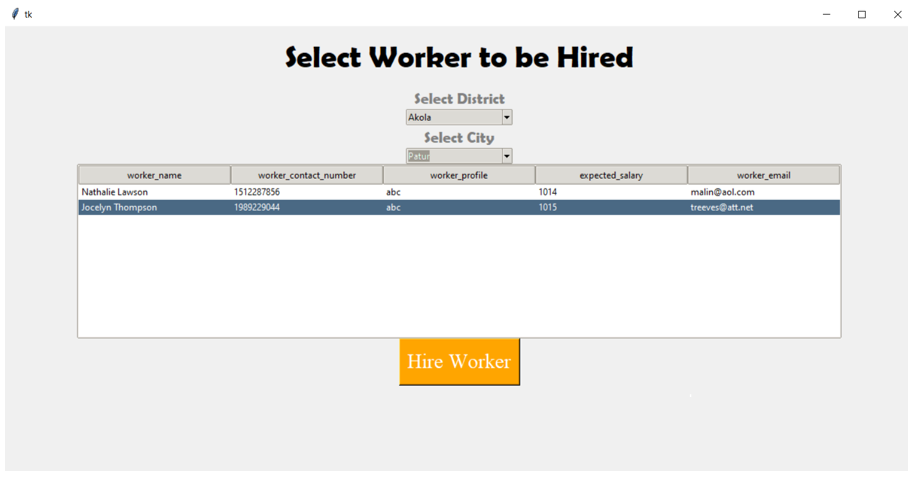 tk
Select Worker to be Hired
Select District
Akola
Select City
Patur
worker_name worker_contact_number worker_profile expected_salary worker_email
Nathalie Lawson 1512287856 abc 1014 malin@aol.com
Jocelyn Thompson 1989229044 abc 1015 treeves@att.net
Hire Worker